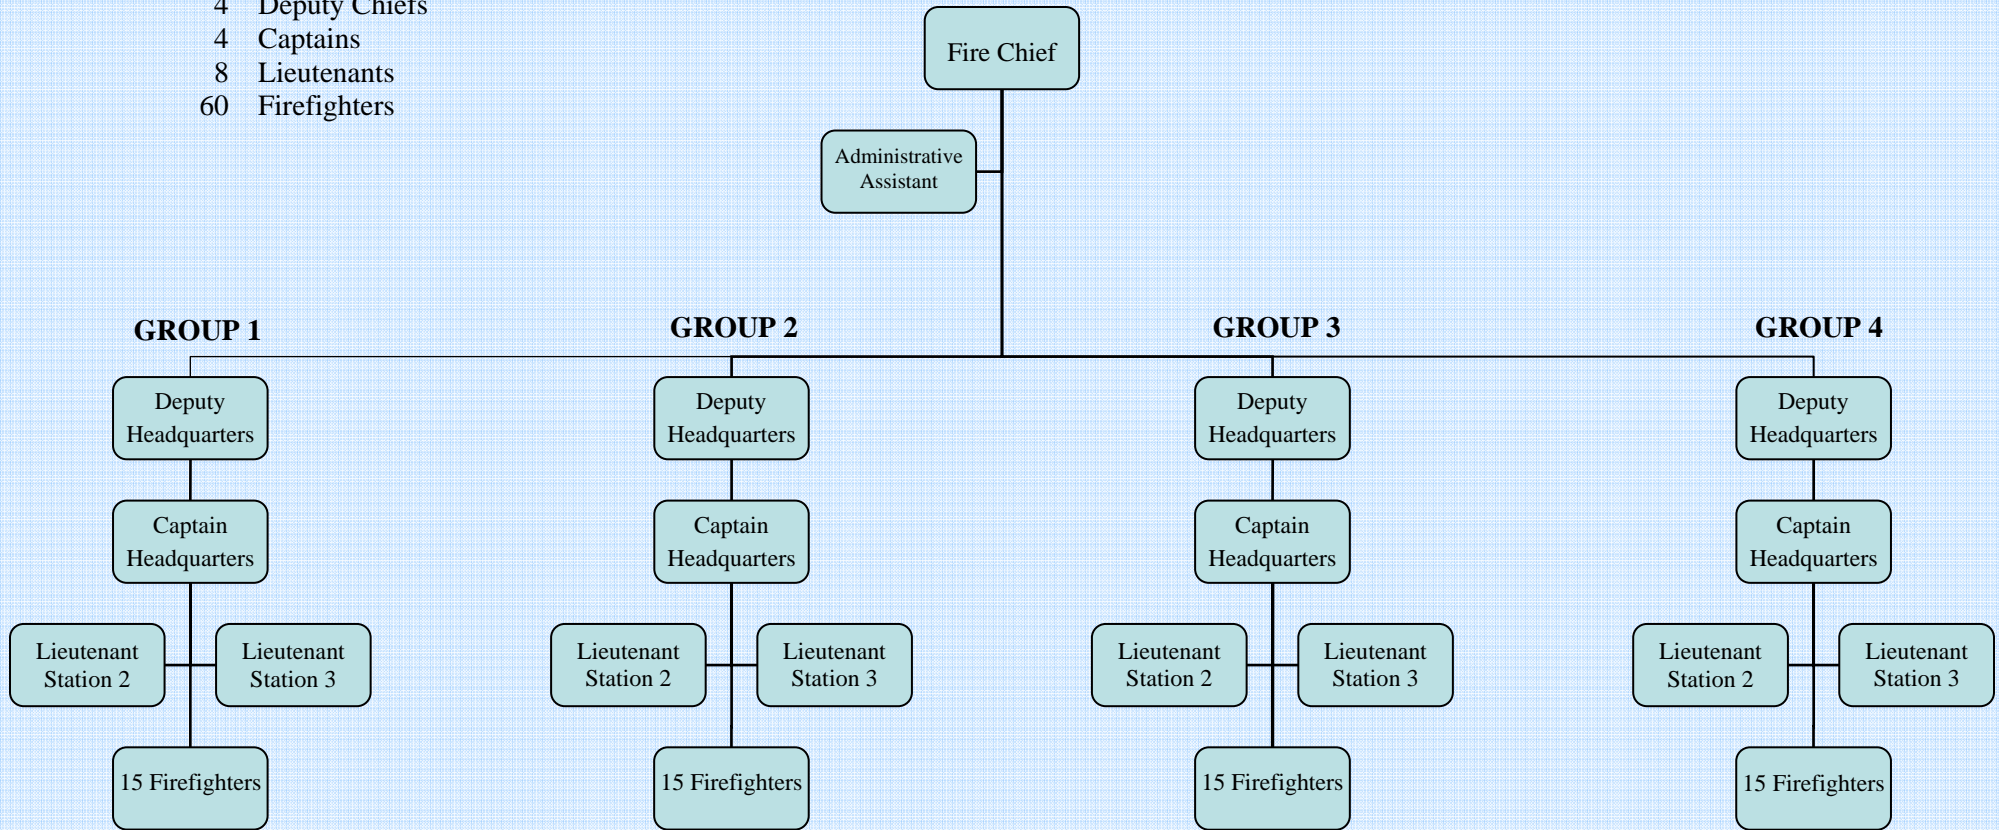 4 Deputy Chiefs
4 Captains
8 Lieutenants
60 Firefighters
Fire Chief
Administrative
Assistant
GROUP 1
GROUP 2
GROUP 3
GROUP 4
Deputy
Headquarters
Deputy
Headquarters
Deputy
Headquarters
Deputy
Headquarters
Captain
Headquarters
Captain
Headquarters
Captain
Headquarters
Captain
Headquarters
Lieutenant
Station 2
Lieutenant
Station 3
Lieutenant
Station 2
Lieutenant
Station 3
Lieutenant
Station 2
Lieutenant
Station 3
Lieutenant
Station 2
Lieutenant
Station 3
15 Firefighters
15 Firefighters
15 Firefighters
15 Firefighters